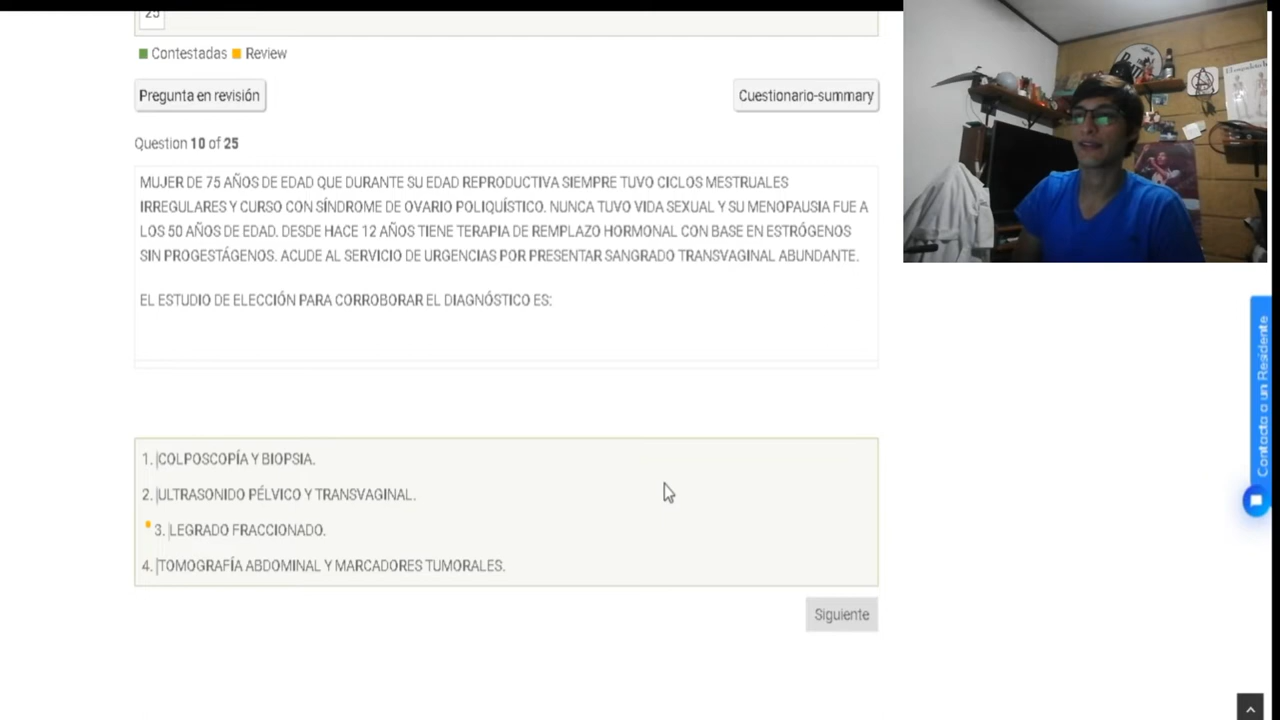 25
Contestadas Review
Pregunta en revisión
Cuestionario-summary
Question 10 of 25
MUJER DE 75 AÑOS DE EDAD QUE DURANTE SU EDAD REPRODUCTIVA SIEMPRE TUVO CICLOS MESTRUALES
IRREGULARES Y CURSO CON SÍNDROME DE OVARIO POLIQUÍSTICO. NUNCA TUVO VIDA SEXUAL Y SU MENOPAUSIA FUE A
LOS 50 AÑOS DE EDAD. DESDE HACE 12 AÑOS TIENE TERAPIA DE REMPLAZO HORMONAL CON BASE EN ESTRÓGENOS
SIN PROGESTÁGENOS. ACUDE AL SERVICIO DE URGENCIAS POR PRESENTAR SANGRADO TRANSVAGINAL ABUNDANTE.
EL ESTUDIO DE ELECCIÓN PARA CORROBORAR EL DIAGNÓSTICO ES:
1. COLPOSCOPÍA Y BIOPSIA.
2. ULTRASONIDO PÉLVICO Y TRANSVAGINAL.
3. LEGRADO FRACCIONADO.
4. TOMOGRAFÍA ABDOMINAL Y MARCADORES TUMORALES.
Siguiente
Contacta a un Residente